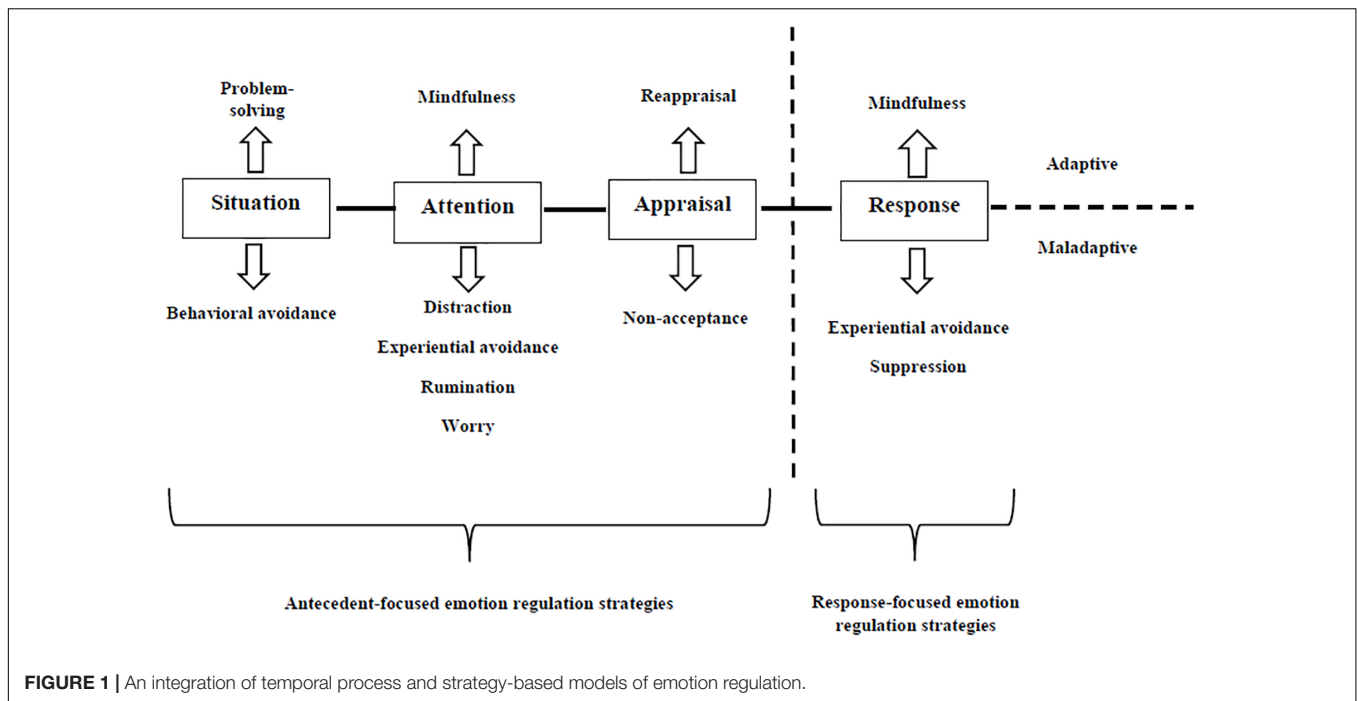 Problem-
solving
Mindfulness
Reappraisal
Mindfulness
Adaptive
Situation
Attention
Appraisal
Response
Maladaptive
Behavioral avoidance
Distraction
Experiential avoidance
Rumination
Worry
Non-acceptance
Experiential avoidance
Suppression
Antecedent-focused emotion regulation strategies
Response-focused emotion
regulation strategies
FIGURE 1 | An integration of temporal process and strategy-based models of emotion regulation.